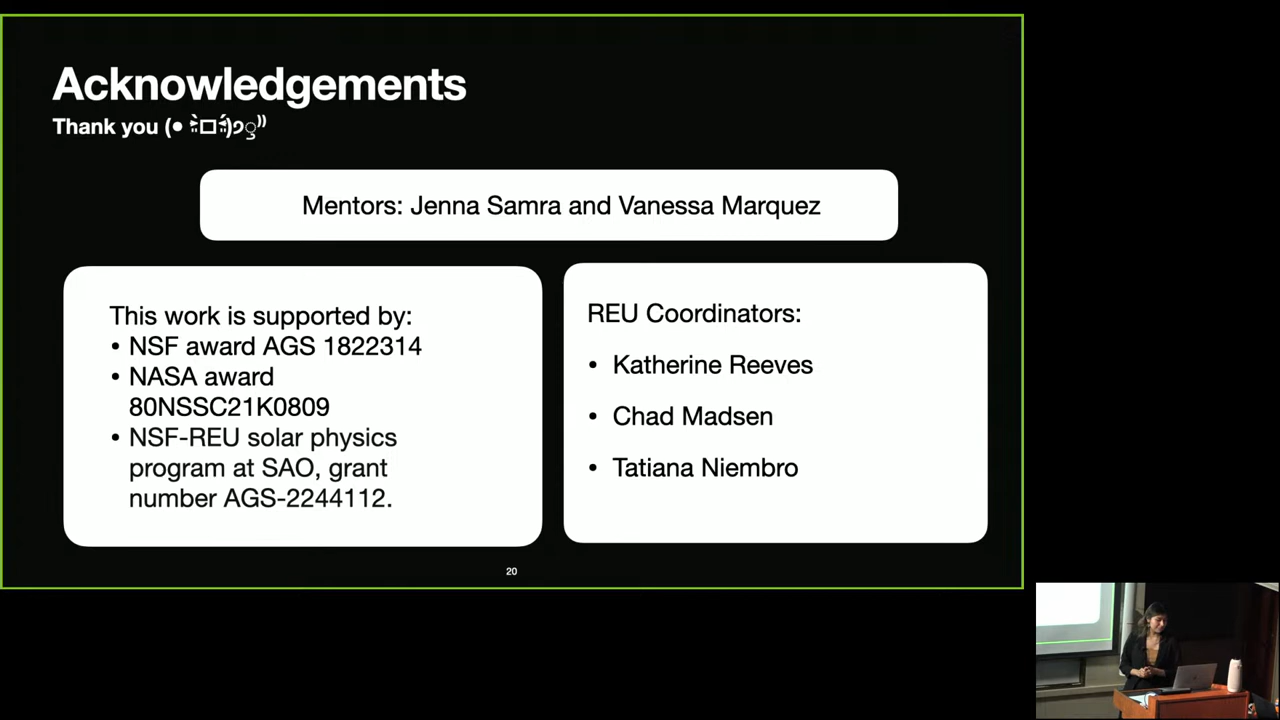 Acknowledgements
Thank you (• ˕̀ロ˕́)૭⁾⁾
Mentors: Jenna Samra and Vanessa Marquez
This work is supported by:
• NSF award AGS 1822314
• NASA award
80NSSC21K0809
• NSF-REU solar physics
program at SAO, grant
number AGS-2244112.
REU Coordinators:
• Katherine Reeves
• Chad Madsen
• Tatiana Niembro
20